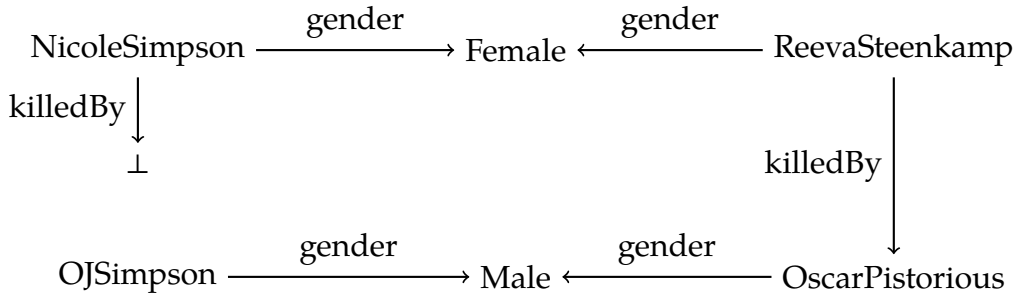 gender gender
NicoleSimpson Female ReevaSteenkamp
killedBy
⊥
killedBy
gender gender
OJSimpson Male OscarPistorious